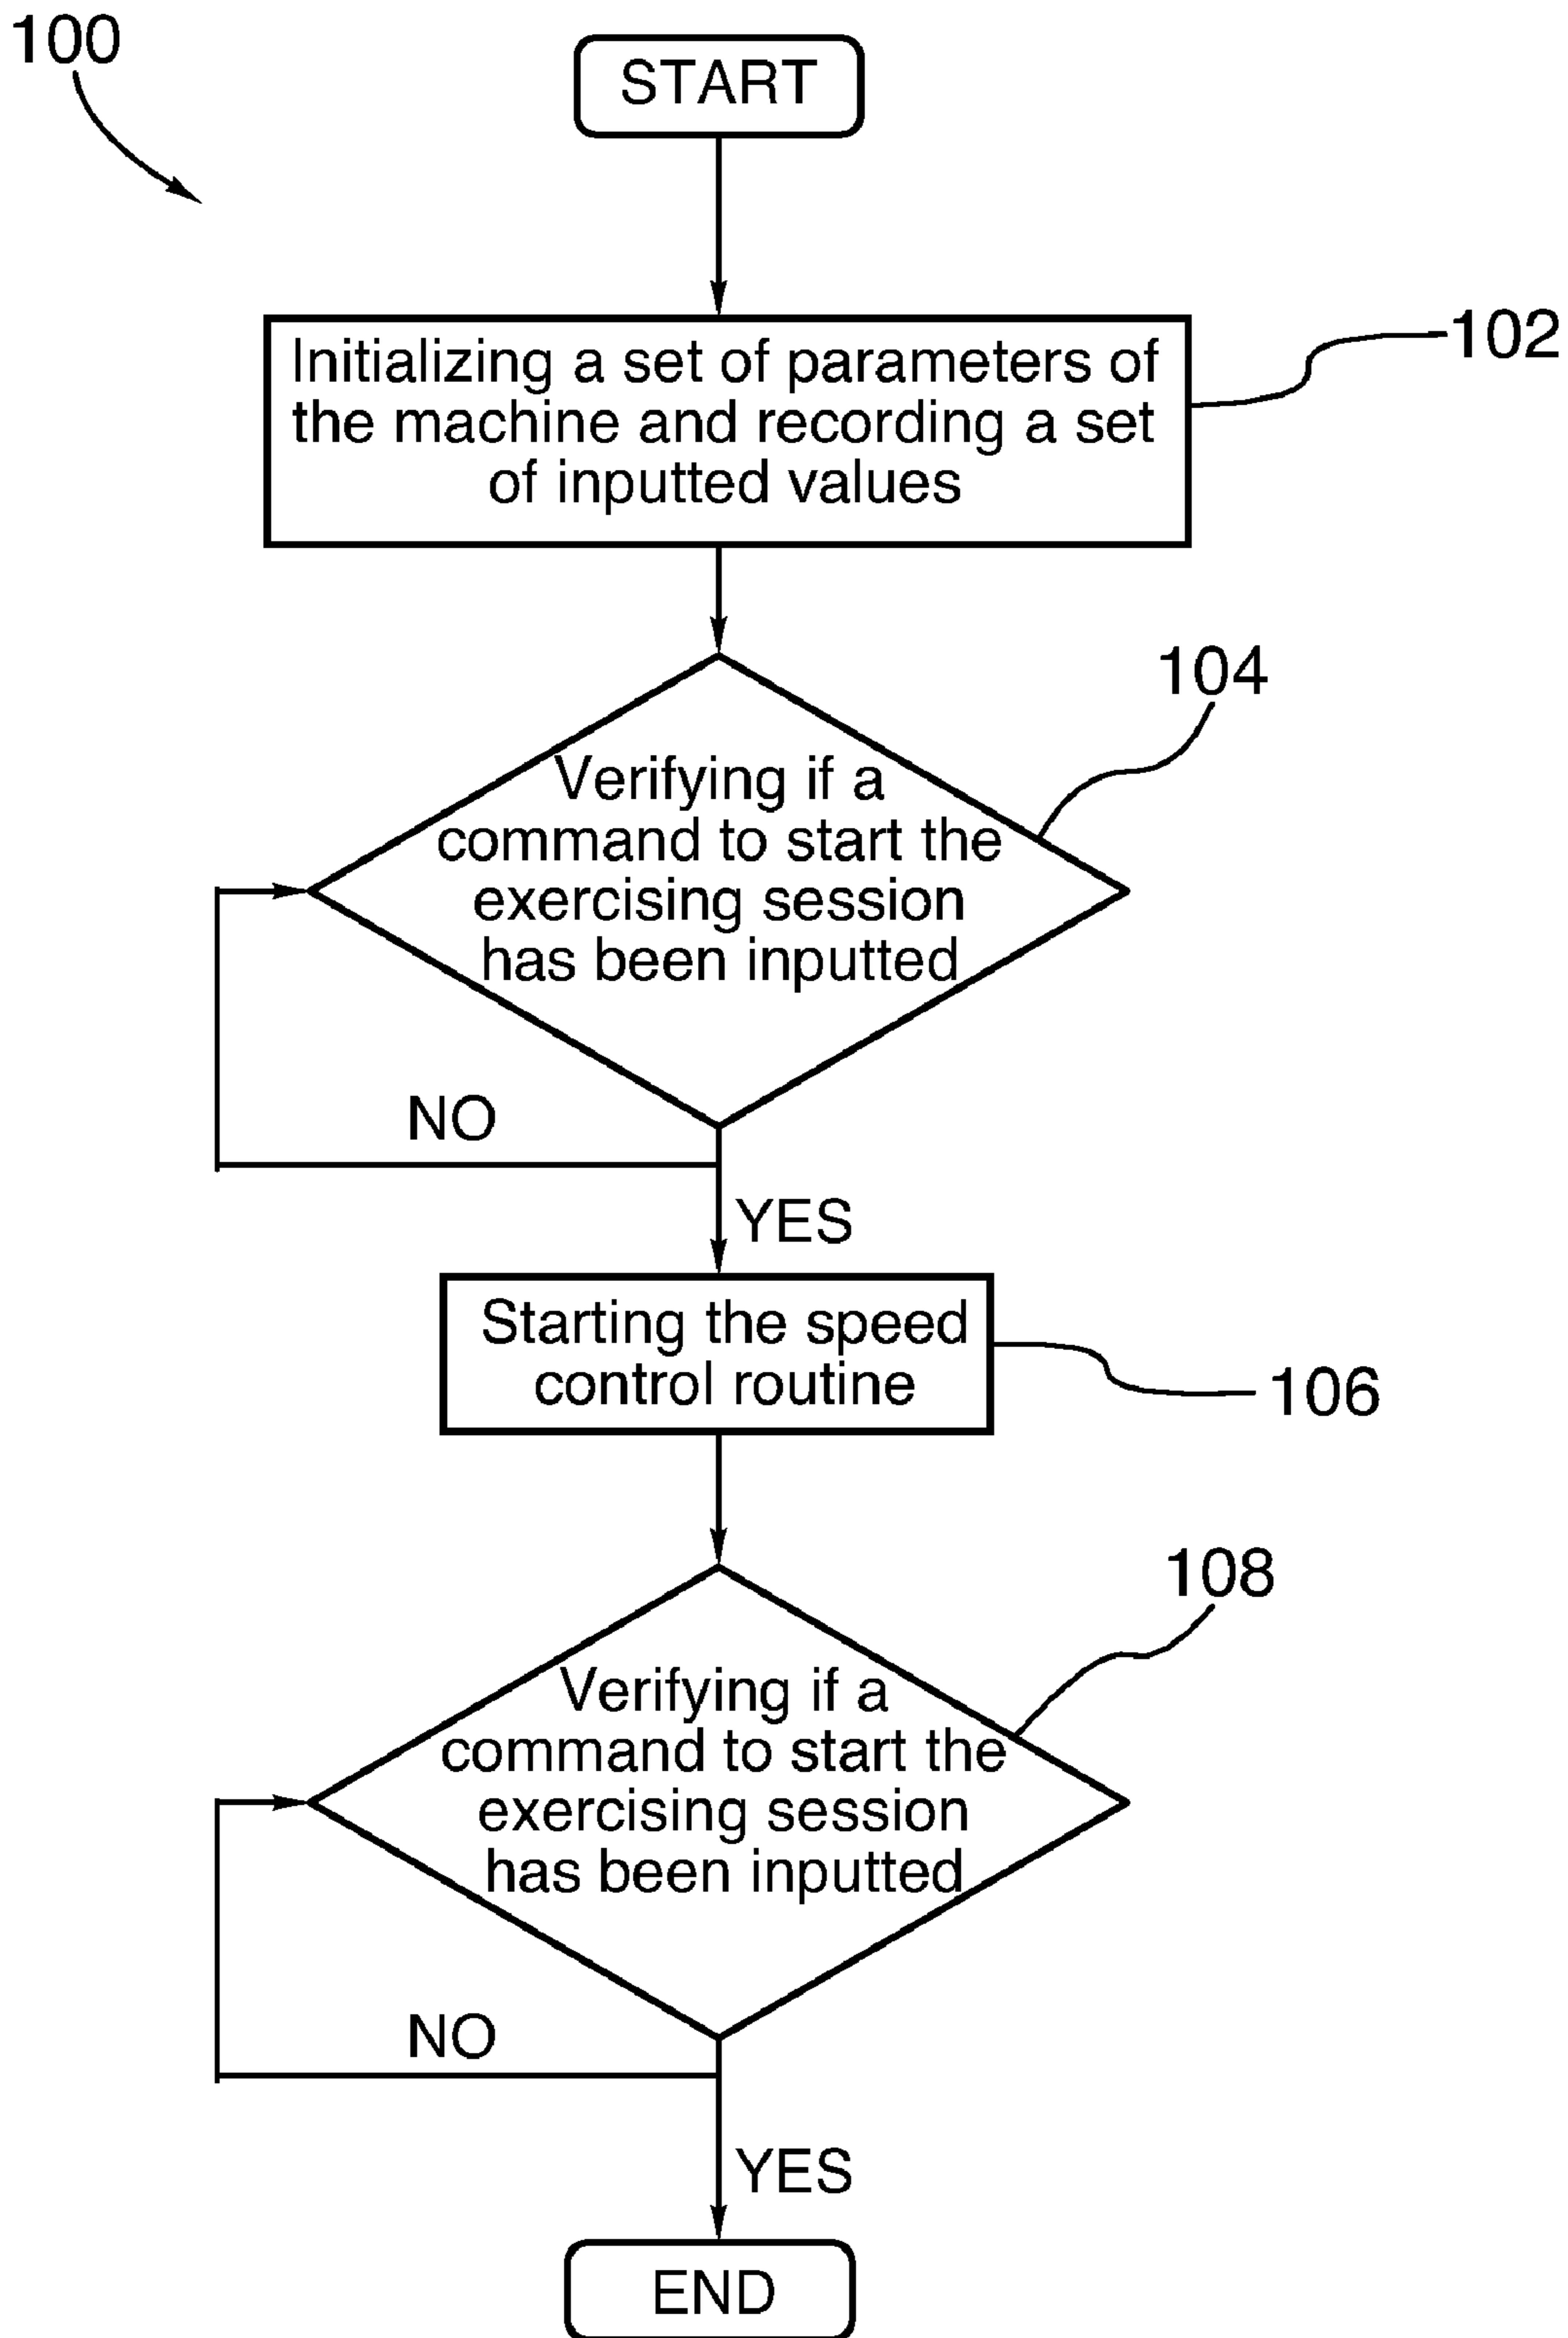 100
START
Initializing a set of parameters of
the machine and recording a set
of inputted values
102
104
Verifying if a
command to start the
exercising session
has been inputted
NO
YES
Starting the speed
control routine
106
108
Verifying if a
command to start the
exercising session
has been inputted
NO
YES
END